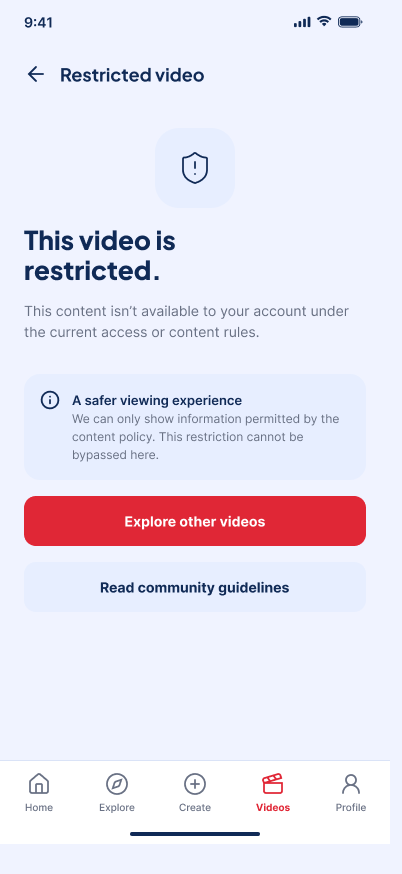 9:41
Restricted video
This video is
restricted.
This content isn’t available to your account under
the current access or content rules.
A safer viewing experience
We can only show information permitted by the
content policy. This restriction cannot be
bypassed here.
Explore other videos
Read community guidelines
Home Explore Create Videos Profile